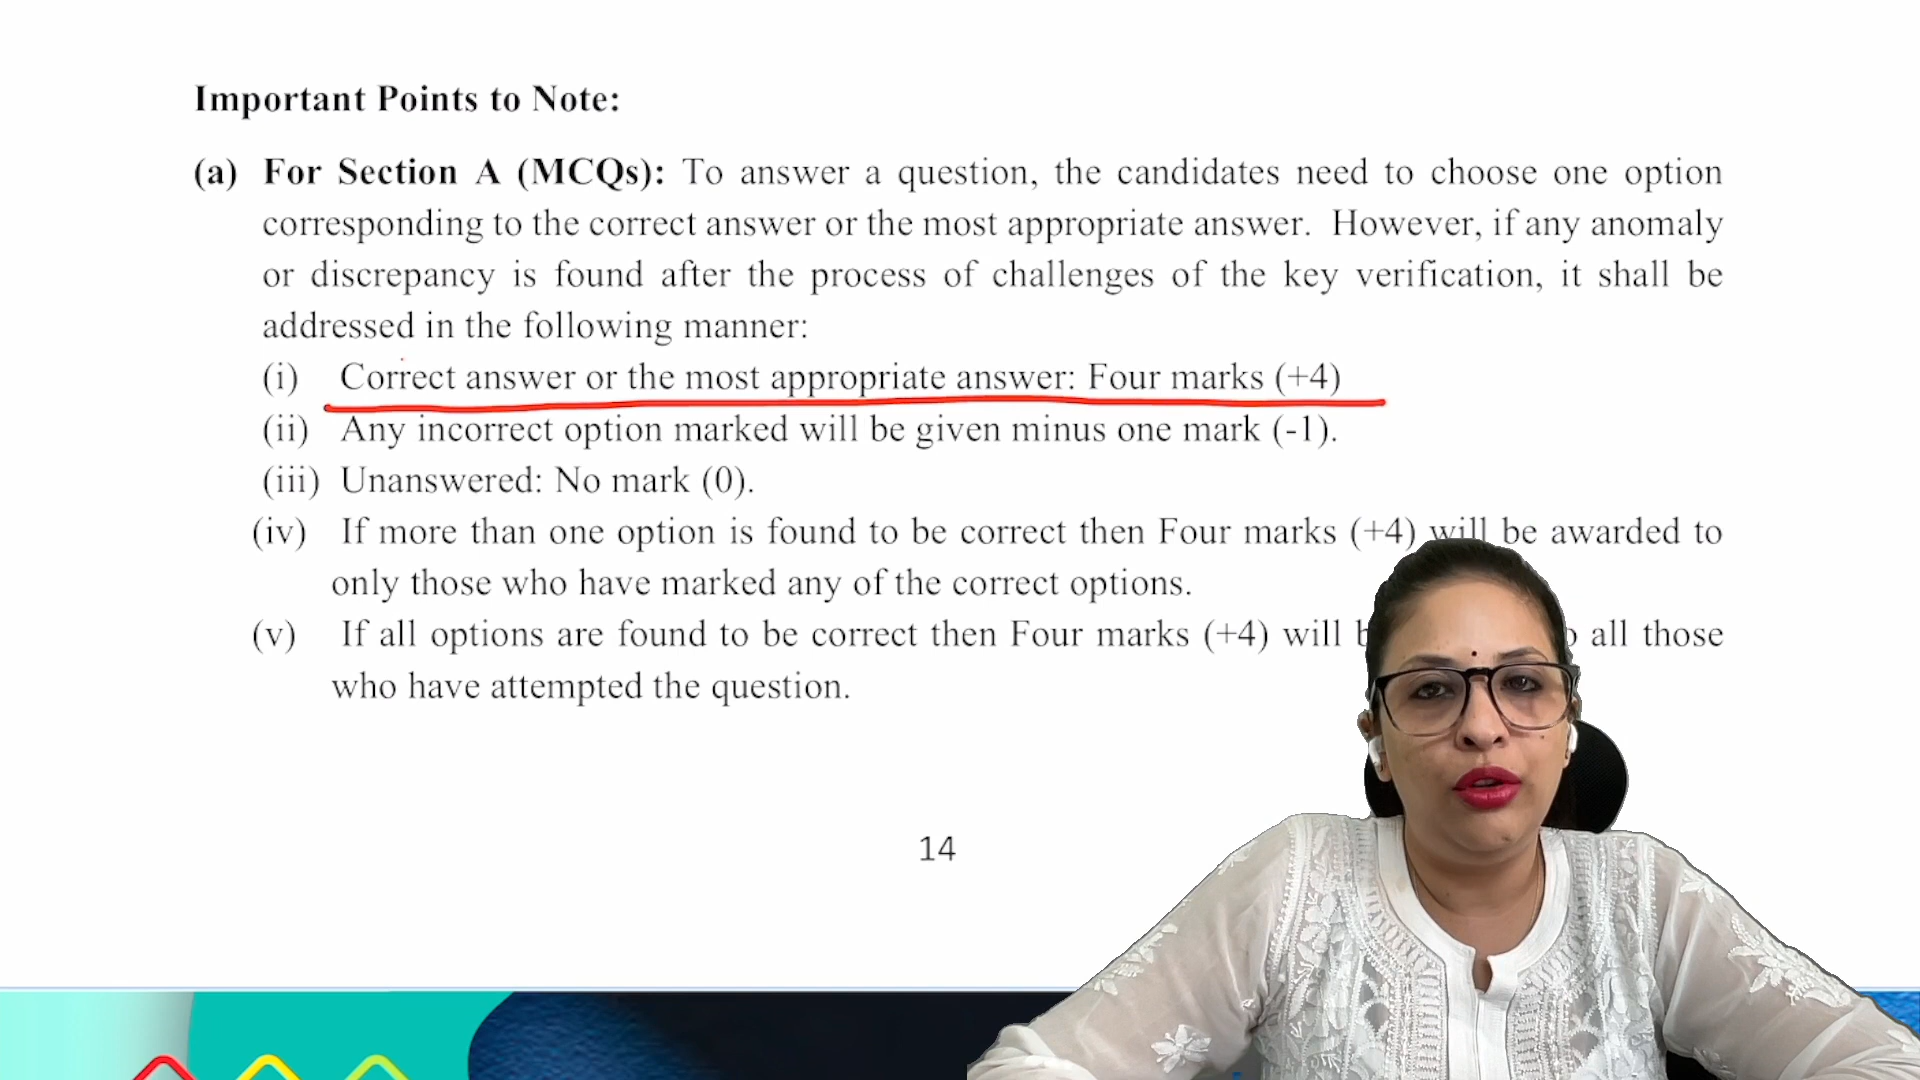 Important Points to Note:
(a) For Section A (MCQs): To answer a question, the candidates need to choose one option
corresponding to the correct answer or the most appropriate answer. However, if any anomaly
or discrepancy is found after the process of challenges of the key verification, it shall be
addressed in the following manner:
(i) Correct answer or the most appropriate answer: Four marks (+4)
(ii) Any incorrect option marked will be given minus one mark (-1).
(iii) Unanswered: No mark (0).
(iv) If more than one option is found to be correct then Four marks (+4) will be awarded to
only those who have marked any of the correct options.
(v) If all options are found to be correct then Four marks (+4) will all those
who have attempted the question.
14